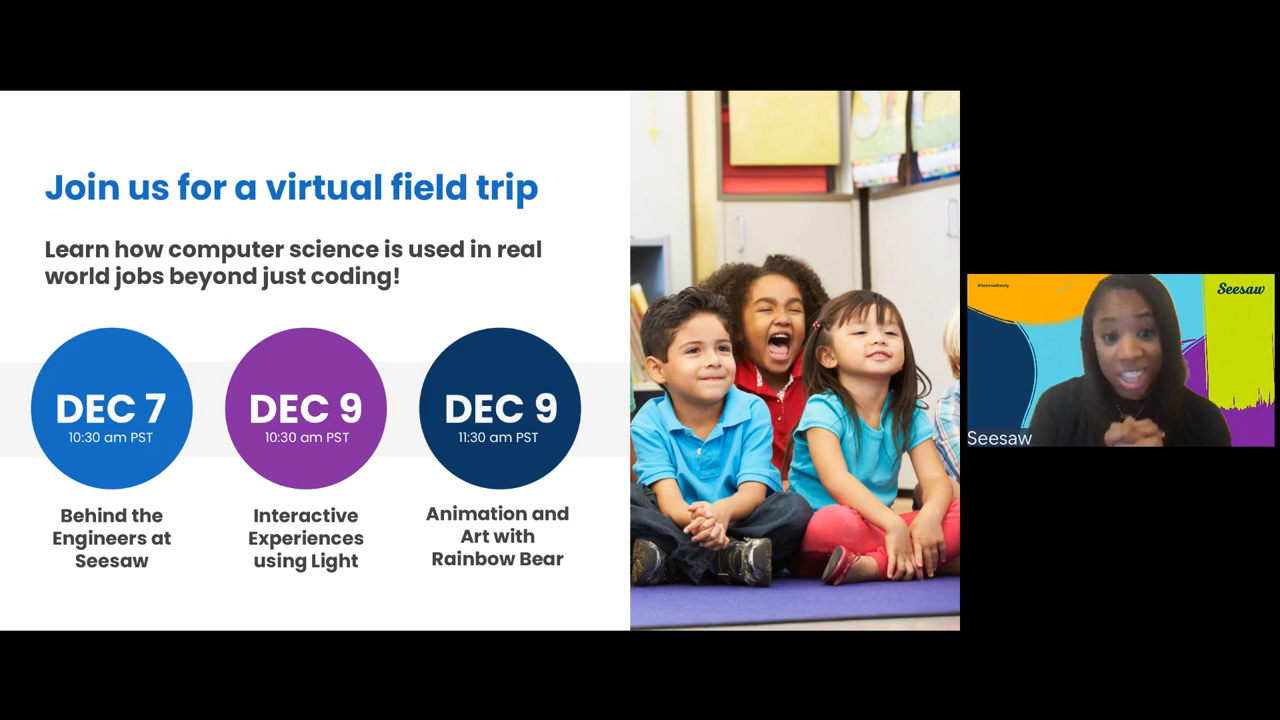 Join us for a virtual field trip
Learn how computer science is used in real
world jobs beyond just coding!
DEC 7
10:30 am PST
DEC 9
10:30 am PST
DEC 9
11:30 am PST
Behind the
Engineers at
Seesaw
Interactive
Experiences
using Light
Animation and
Art with
Rainbow Bear
Seesaw
Seesaw